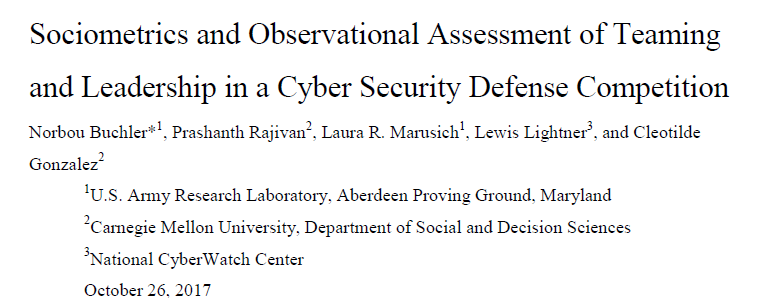 Sociometrics and Observational Assessment of Teaming
and Leadership in a Cyber Security Defense Competition
Norbou Buchler*¹, Prashanth Rajivan², Laura R. Marusich¹, Lewis Lightner³, and Cleotilde
Gonzalez²
¹U.S. Army Research Laboratory, Aberdeen Proving Ground, Maryland
²Carnegie Mellon University, Department of Social and Decision Sciences
³National CyberWatch Center
October 26, 2017